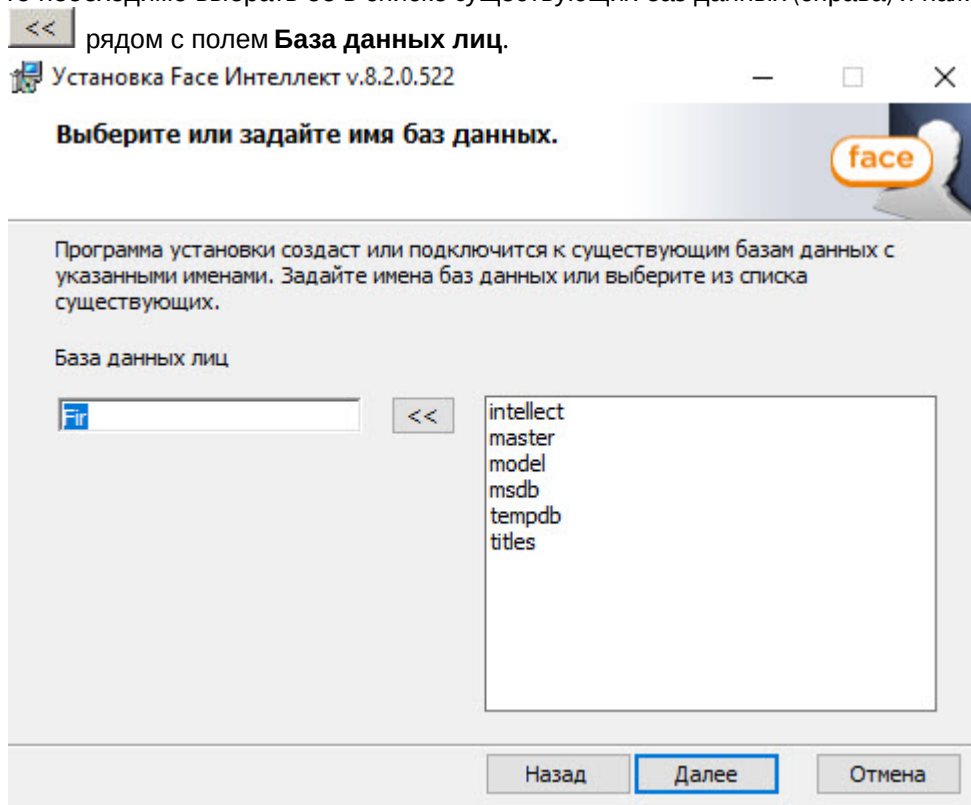 << рядом с полем База данных лиц.
Установка Face Интеллект v.8.2.0.522
Выберите или задайте имя баз данных.
face
Программа установки создаст или подключится к существующим базам данных с
указанными именами. Задайте имена баз данных или выберите из списка
существующих.
База данных лиц
Fir
<<
intellect
master
model
msdb
tempdb
titles
Назад
Далее
Отмена